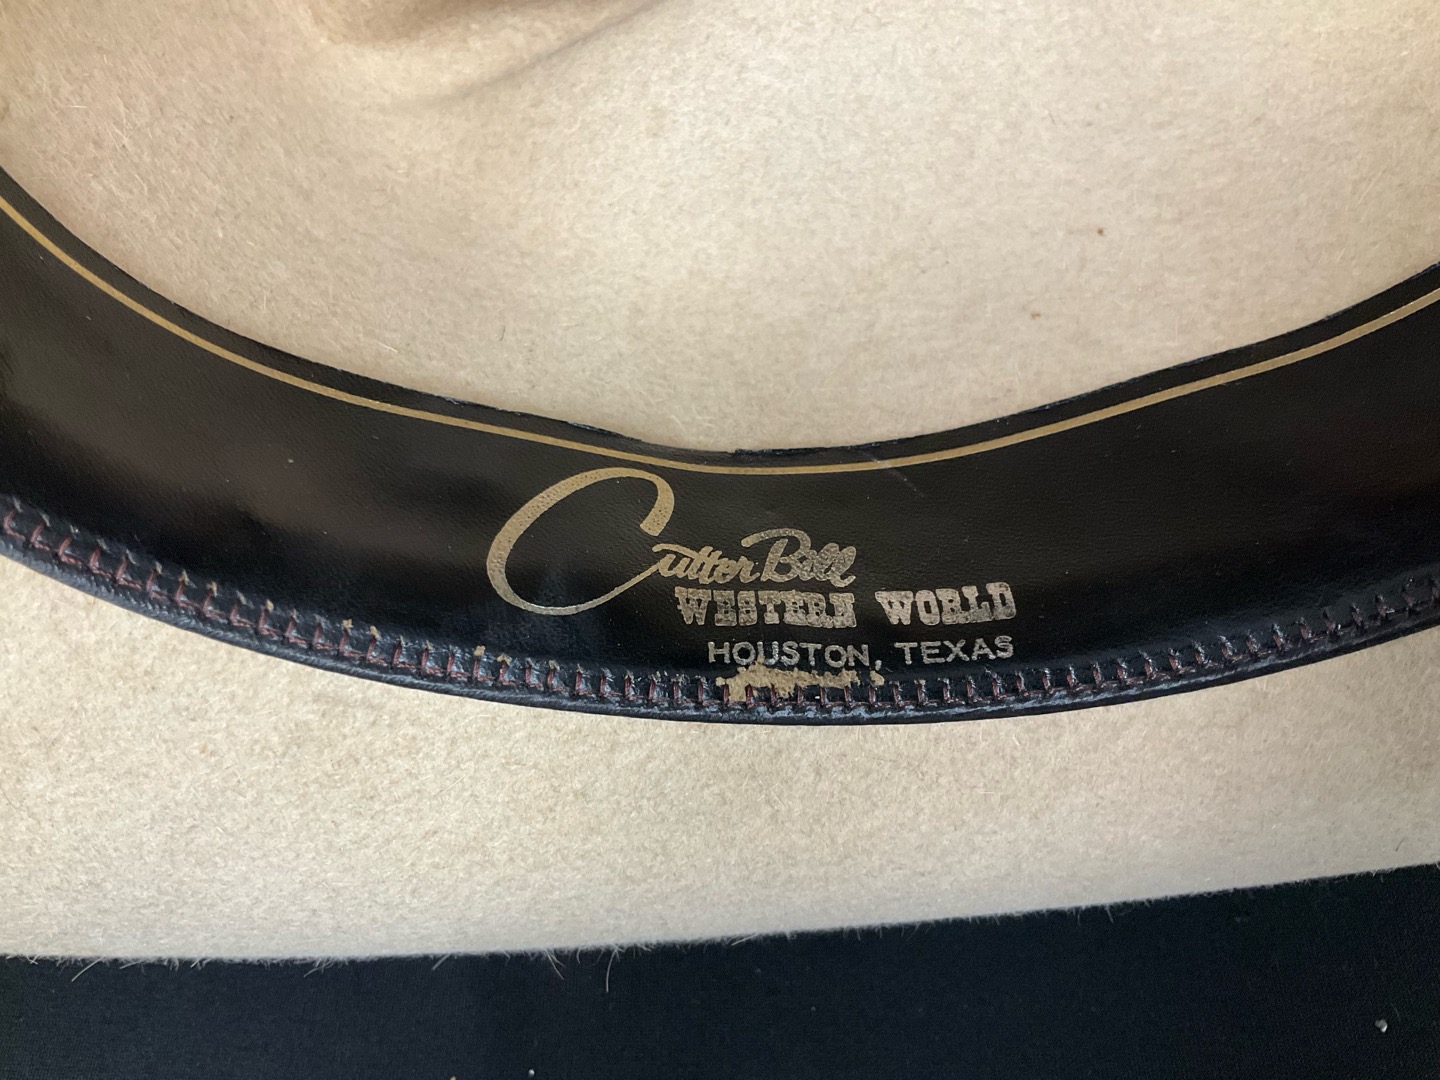 Cutter Bill
WESTERN WORLD
HOUSTON, TEXAS